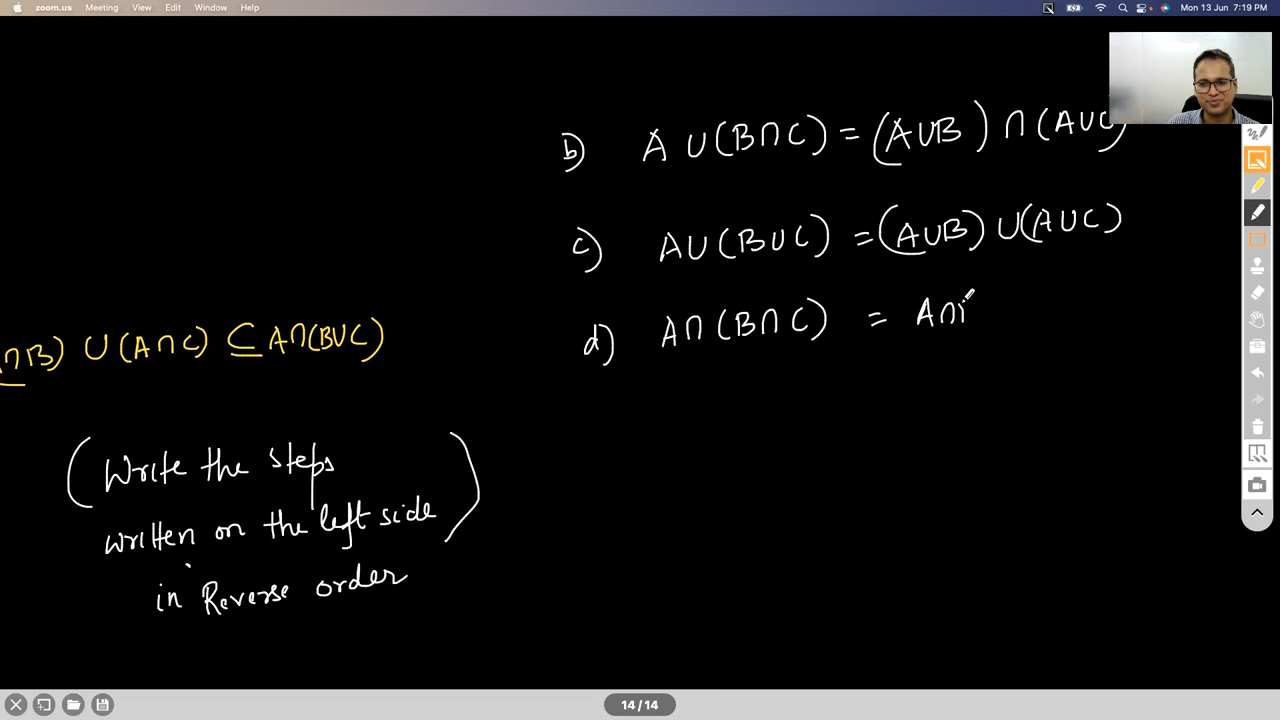 zoom.us Meeting View Edit Window Help Mon 13 Jun 7:19 PM
b) A ∪ (B ∩ C) = (A ∪ B) ∩ (A ∪ C)
c) A ∪ (B ∪ C) = (A ∪ B) ∪ (A ∪ C)
d) A ∩ (B ∩ C) = A ∩
∩ B) ∪ (A ∩ C) ⊆ A ∩ (B ∪ C)
(Write the steps
written on the left side)
in Reverse order
14 / 14